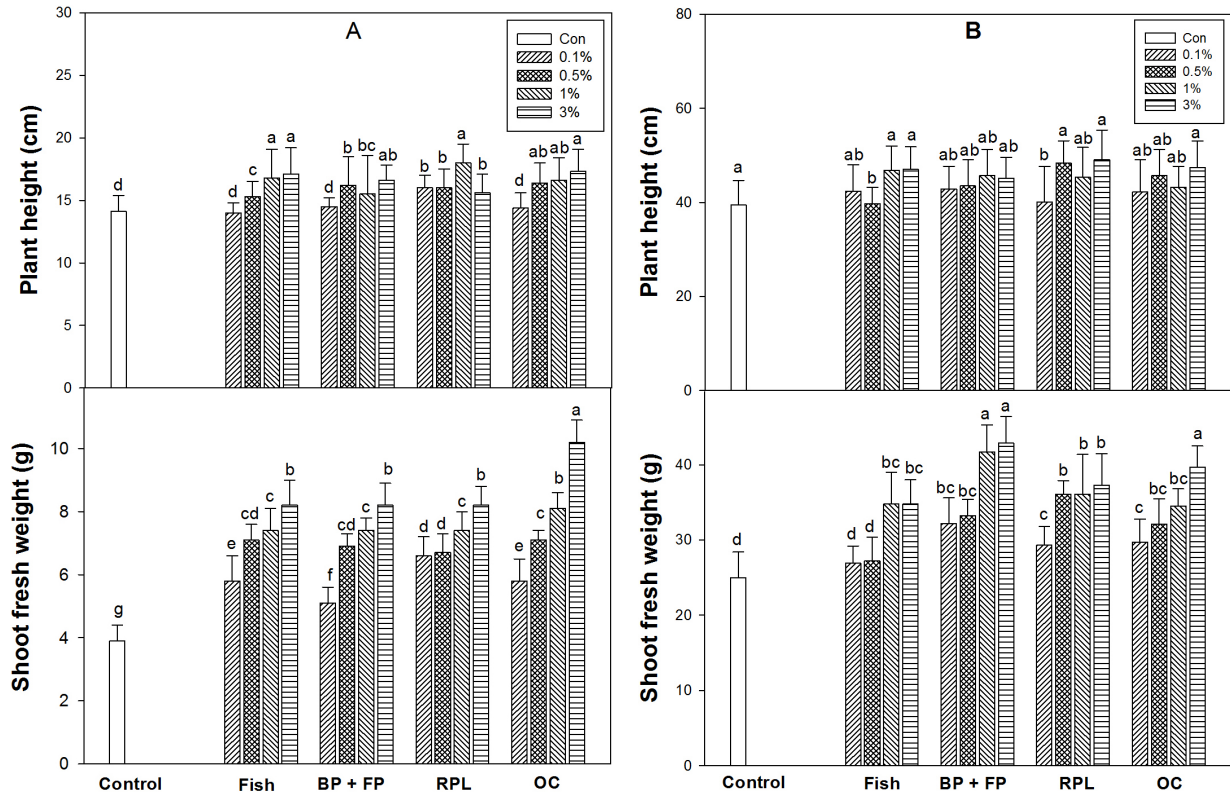 A
Plant height (cm)
30
25
20
15
10
5
0
Con
0.1%
0.5%
1%
3%
d
d c a a
d b bc ab
b b a b
d ab ab a
B
Plant height (cm)
80
60
40
20
0
Con
0.1%
0.5%
1%
3%
a
ab b a a
ab ab ab ab
b a ab a
ab ab ab a
Shoot fresh weight (g)
10
8
6
4
2
0
g
e cd c b
f cd c b
d d c b
e c b a
Control Fish BP + FP RPL OC
Shoot fresh weight (g)
40
30
20
10
0
d
d d bc bc
bc bc a a
c b b b
c bc bc a
Control Fish BP + FP RPL OC